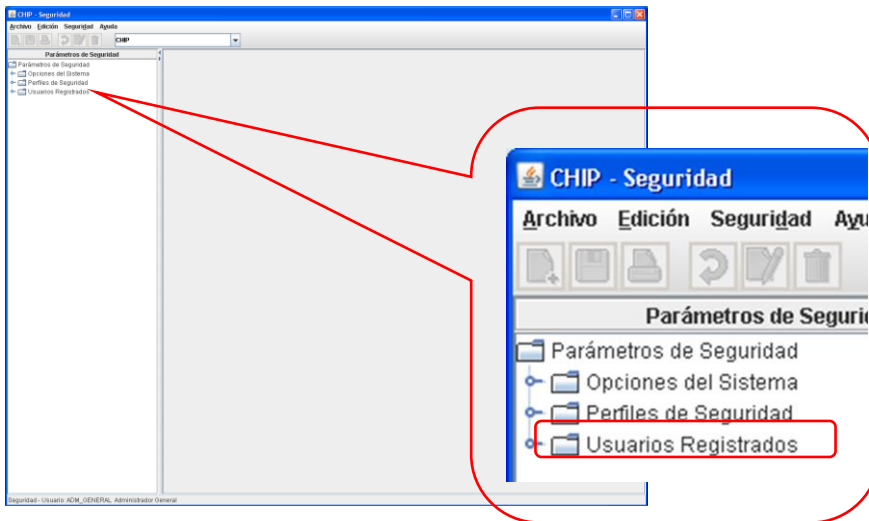 CHIP - Seguridad
Archivo Edición Seguridad Ayuda
CHIP
Parámetros de Seguridad
Parámetros de Seguridad
Opciones del Sistema
Perfiles de Seguridad
Usuarios Registrados
Seguridad - Usuario: ADM_GENERAL Administrador General
CHIP - Seguridad
Archivo Edición Seguridad Ayu
Parámetros de Seguri
Parámetros de Seguridad
Opciones del Sistema
Perfiles de Seguridad
Usuarios Registrados